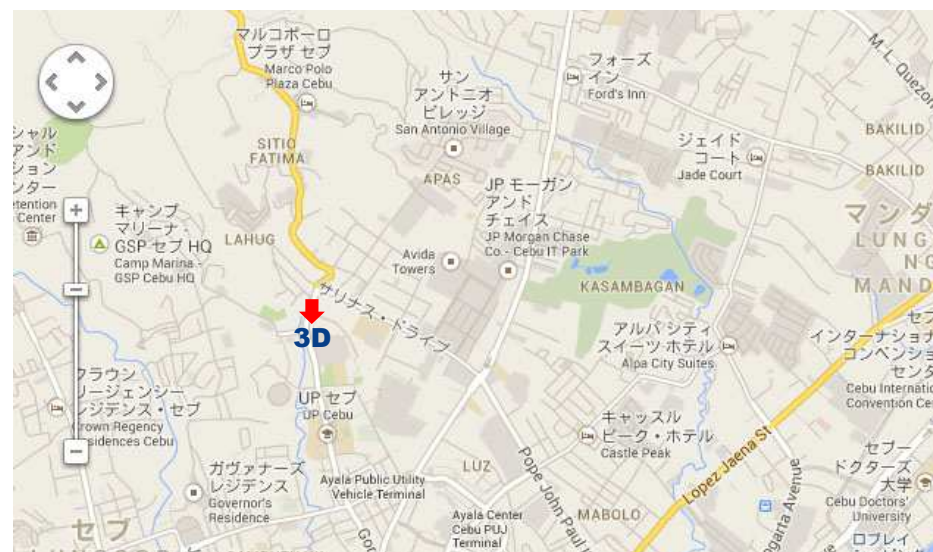 マルコポーロ
プラザ セブ
Marco Polo
Plaza Cebu
サン
アントニオ
ビレッジ
San Antonio Village
フォーズ
イン
Ford's Inn
M. L. Quezon
BAKILID
ジェイド
コート
Jade Court
BAKILID
シャル
アンド
ション
ンター
etention
Center
SITIO
FATIMA
APAS
JP モーガン
アンド
チェイス
JP Morgan Chase
Co.- Cebu IT Park
マンダ
LUNG
NG
MAND
キャンプ
マリーナ -
GSP セブ HQ
Camp Marina -
GSP Cebu HQ
LAHUG
Avida
Towers
KASAMBAGAN
サリナス・ドライブ
3D
アルパ シティ
スイーツ ホテル
Alpa City Suites
セブ
インターナショナ
コンベンショ
センタ
Cebu Internatio
Convention Ce
クラウン
リージェンシー
レジデンス・セブ
Crown Regency
Residences Cebu
UP セブ
UP Cebu
キャッスル
ピーク・ホテル
Castle Peak
Lopez Jaena St
ガヴァナーズ
レジデンス
Governor's
Residence
Ayala Public Utility
Vehicle Terminal
LUZ
Pope John Paul
Ayala Center
Cebu PUJ
Terminal
MABOLO
ngarta Avenue
セブー
ドクターズ
大学
Cebu Doctors'
University
セブ
Gor
ロプレイ